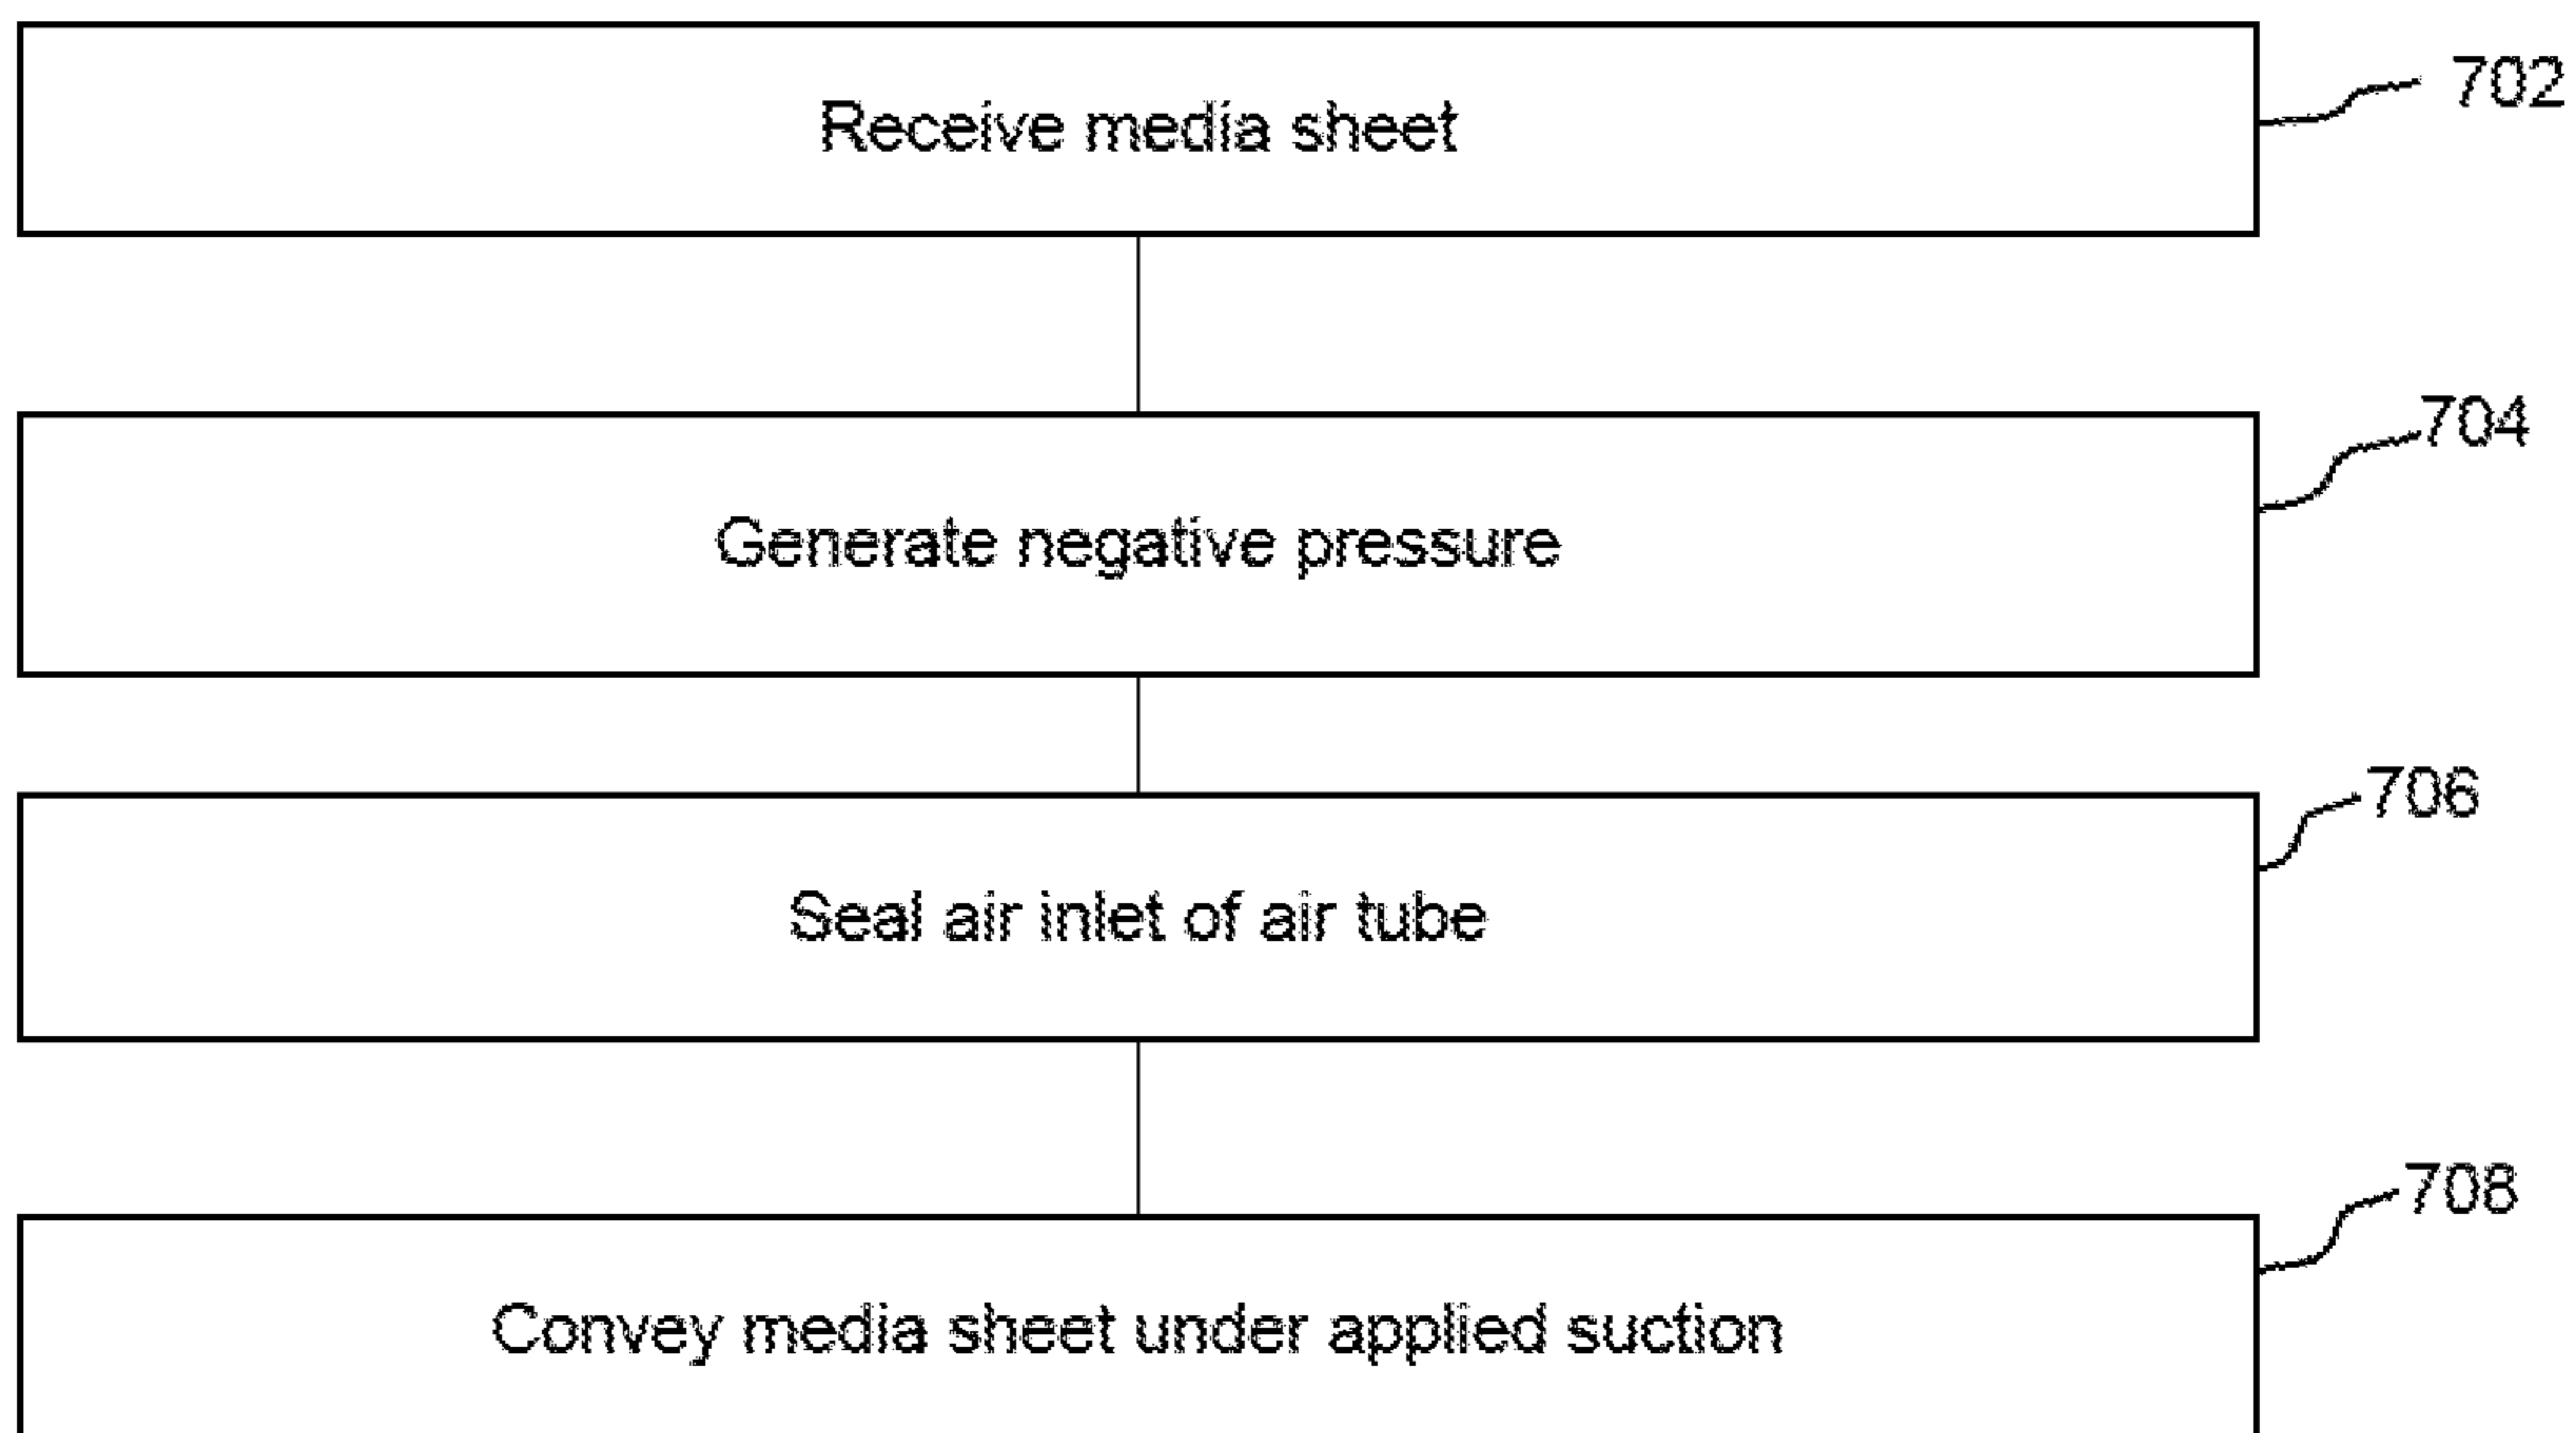 Receive media sheet
702
Generate negative pressure
704
Seal air inlet of air tube
706
Convey media sheet under applied suction
708